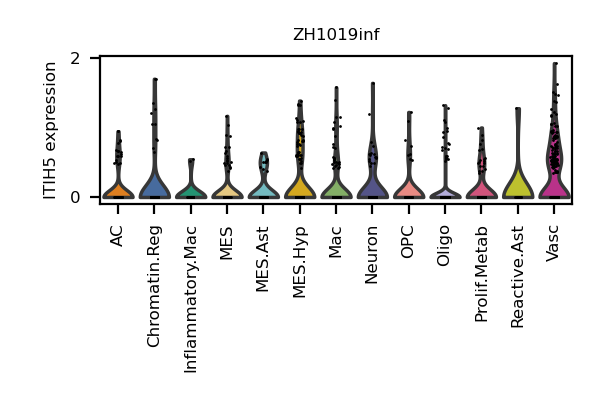 ZH1019inf
ITIH5 expression
2
0
AC
Chromatin.Reg
Inflammatory.Mac
MES
MES.Ast
MES.Hyp
Mac
Neuron
OPC
Oligo
Prolif.Metab
Reactive.Ast
Vasc